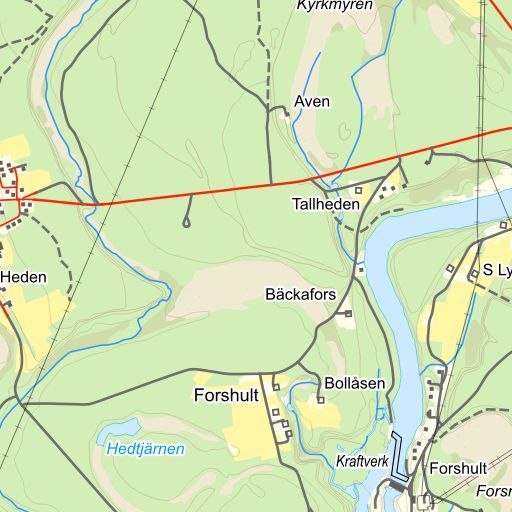 Kyrkmyren
Aven
Tallheden
Heden
S Ly
Bäckafors
Bollåsen
Forshult
Hedtjärnen
Kraftverk
Forshult
Forsn